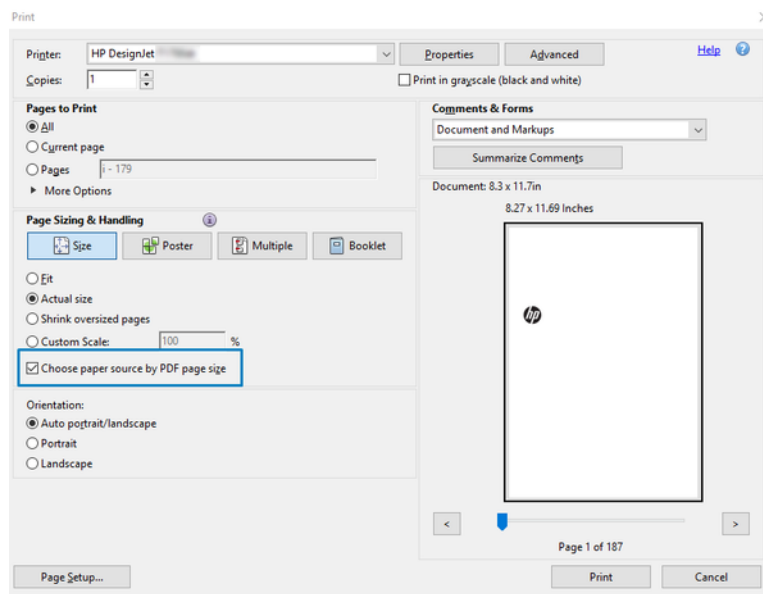 Print
Printer: HP DesignJet
Properties
Advanced
Help
Copies: 1
Print in grayscale (black and white)
Pages to Print
All
Current page
Pages i - 179
More Options
Page Sizing & Handling
Size
Poster
Multiple
Booklet
Fit
Actual size
Shrink oversized pages
Custom Scale: 100 %
Choose paper source by PDF page size
Orientation:
Auto portrait/landscape
Portrait
Landscape
Comments & Forms
Document and Markups
Summarize Comments
Document: 8.3 x 11.7in
8.27 x 11.69 Inches
hp
<
>
Page 1 of 187
Page Setup...
Print
Cancel